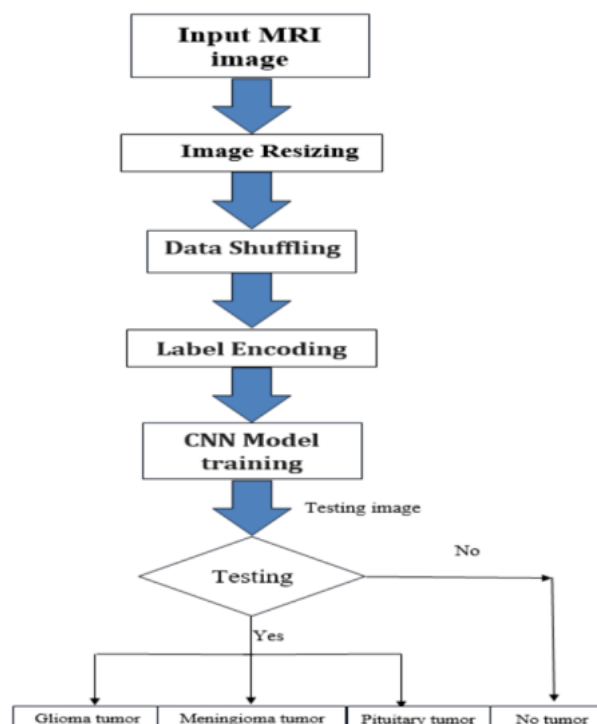 Input MRI
image
Image Resizing
Data Shuffling
Label Encoding
CNN Model
training
Testing image
Testing
No
Yes
Glioma tumor
Meningioma tumor
Pituitary tumor
No tumor